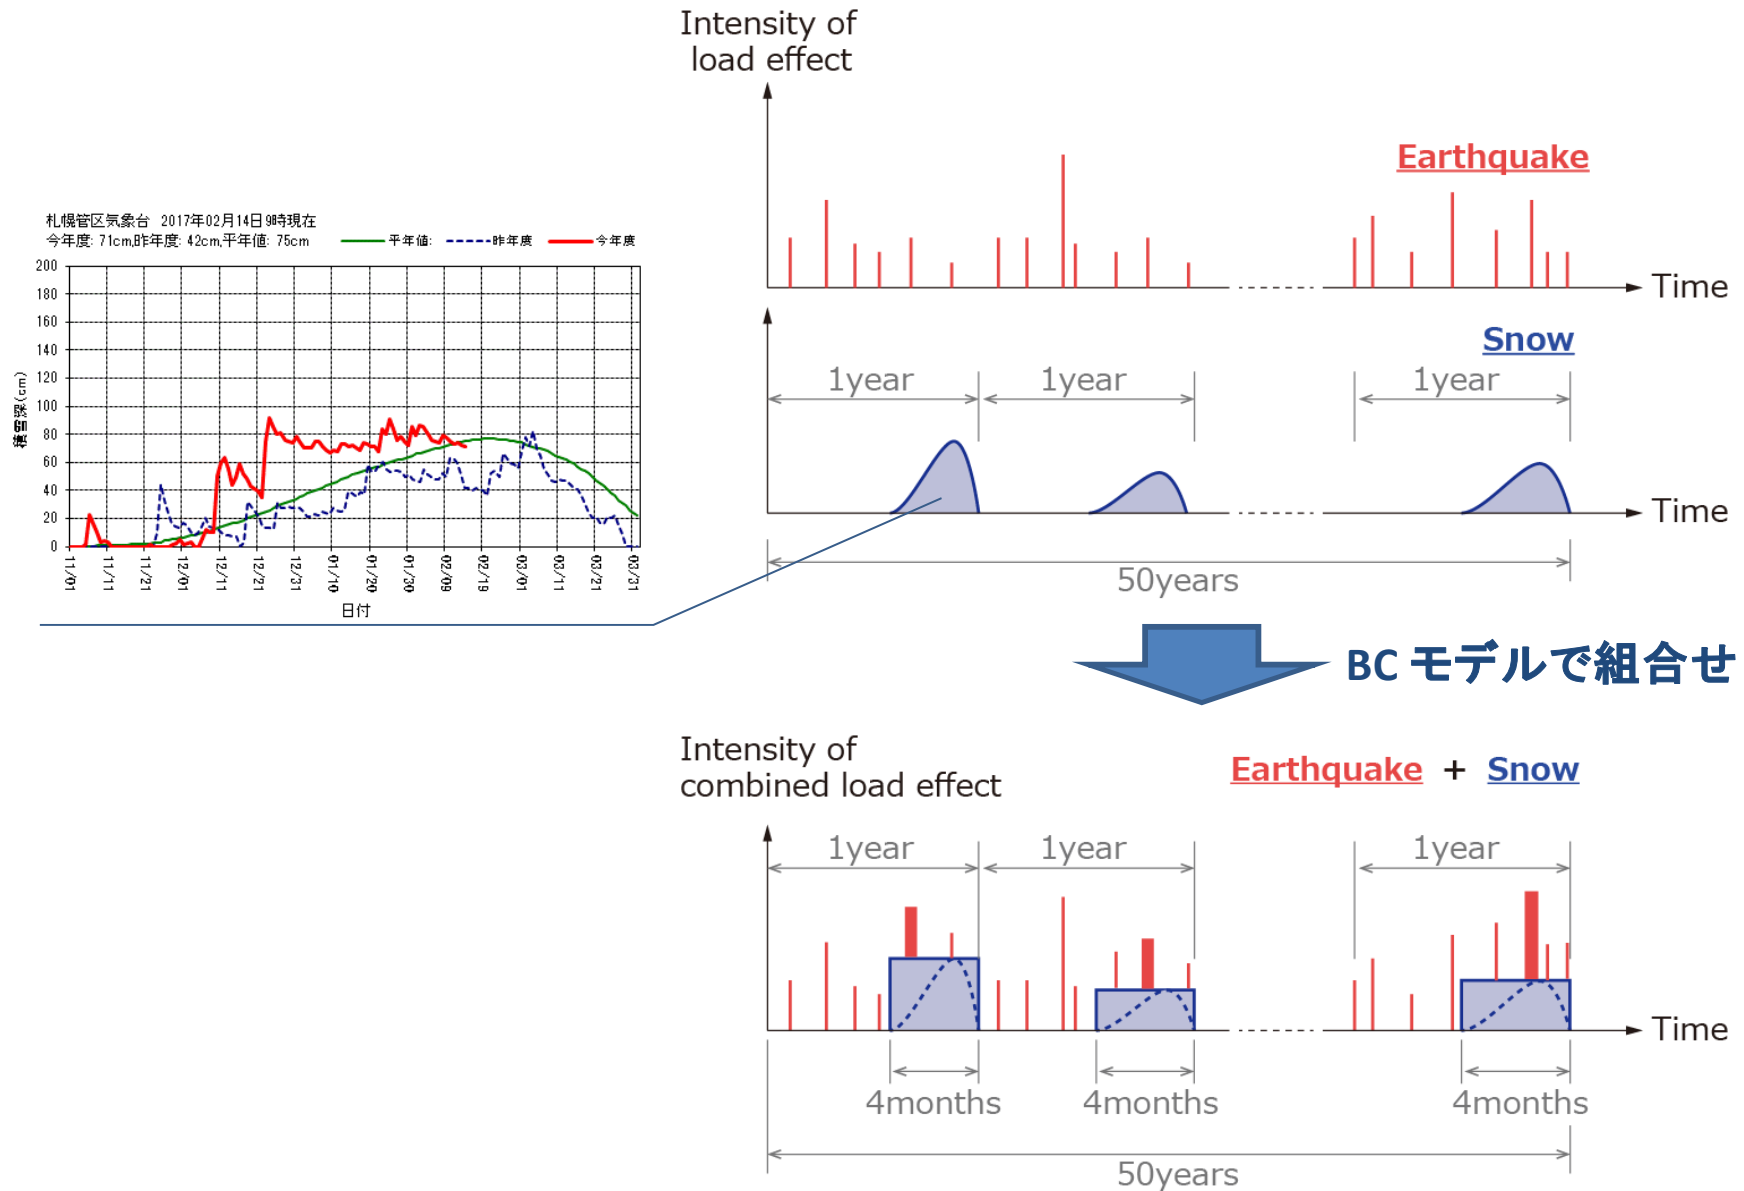 Intensity of
load effect
Earthquake
Time
Snow
1year
1year
1year
Time
50years
札幌管区気象台 2017年02月14日9時現在
今年度: 71cm,昨年度: 42cm,平年値: 75cm
平年値:
昨年度
今年度
積雪深(cm)
200
180
160
140
120
100
80
60
40
20
0
11/01
11/11
11/21
12/01
12/11
12/21
12/31
01/10
01/20
01/30
02/09
02/19
03/01
03/11
03/21
03/31
日付
BC モデルで組合せ
Intensity of
combined load effect
Earthquake + Snow
1year
1year
1year
Time
4months
4months
4months
50years